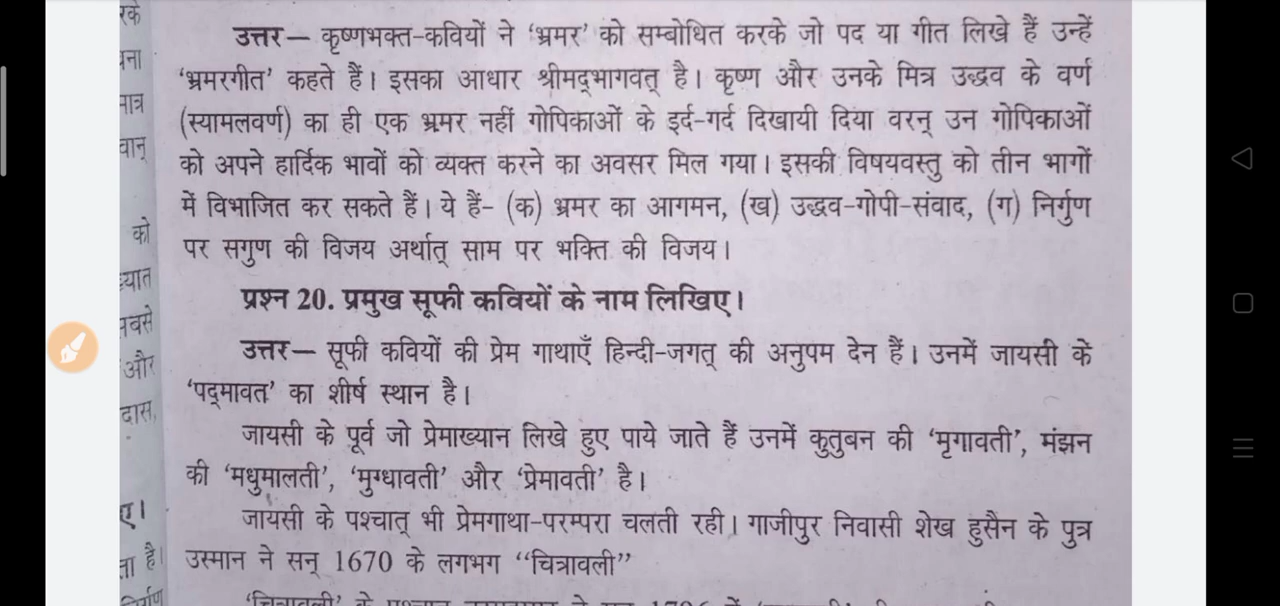 रके
उत्तर— कृष्णभक्त-कवियों ने ‘भ्रमर’ को सम्बोधित करके जो पद या गीत लिखे हैं उन्हें
‘भ्रमरगीत’ कहते हैं। इसका आधार श्रीमद्भागवत् है। कृष्ण और उनके मित्र उद्धव के वर्ण
मात्र
(स्यामलवर्ण) का ही एक भ्रमर नहीं गोपिकाओं के इर्द-गर्द दिखायी दिया वरन् उन गोपिकाओं
वान्
को अपने हार्दिक भावों को व्यक्त करने का अवसर मिल गया। इसकी विषयवस्तु को तीन भागों
में विभाजित कर सकते हैं। ये हैं- (क) भ्रमर का आगमन, (ख) उद्धव-गोपी-संवाद, (ग) निर्गुण
को
पर सगुण की विजय अर्थात् साम पर भक्ति की विजय।
प्रश्न 20. प्रमुख सूफी कवियों के नाम लिखिए।
उत्तर— सूफी कवियों की प्रेम गाथाएँ हिन्दी-जगत् की अनुपम देन हैं। उनमें जायसी के
और
‘पद्मावत’ का शीर्ष स्थान है।
दास,
जायसी के पूर्व जो प्रेमाख्यान लिखे हुए पाये जाते हैं उनमें कुतुबन की ‘मृगावती’, मंझन
की ‘मधुमालती’, ‘मुग्धावती’ और ‘प्रेमावती’ है।
ए।
जायसी के पश्चात् भी प्रेमगाथा-परम्परा चलती रही। गाजीपुर निवासी शेख हुसैन के पुत्र
ता है।
उस्मान ने सन् 1670 के लगभग ‘‘चित्रावली’’